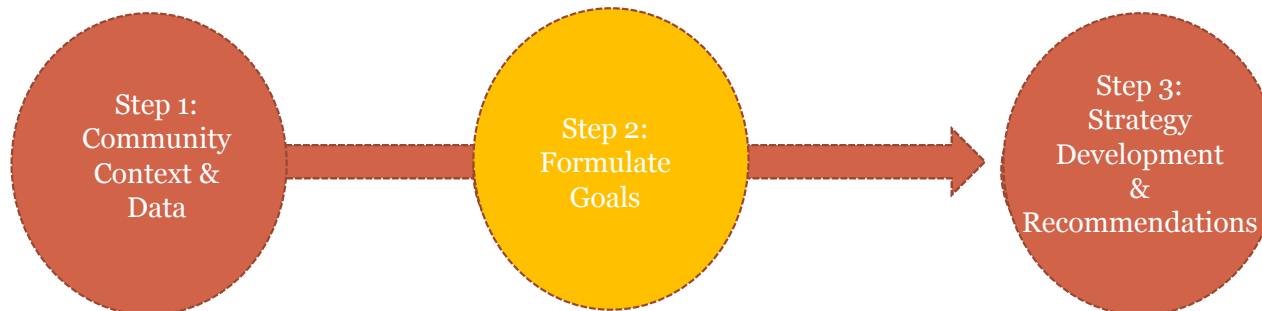 Step 1:
Community
Context &
Data
Step 2:
Formulate
Goals
Step 3:
Strategy
Development
&
Recommendations